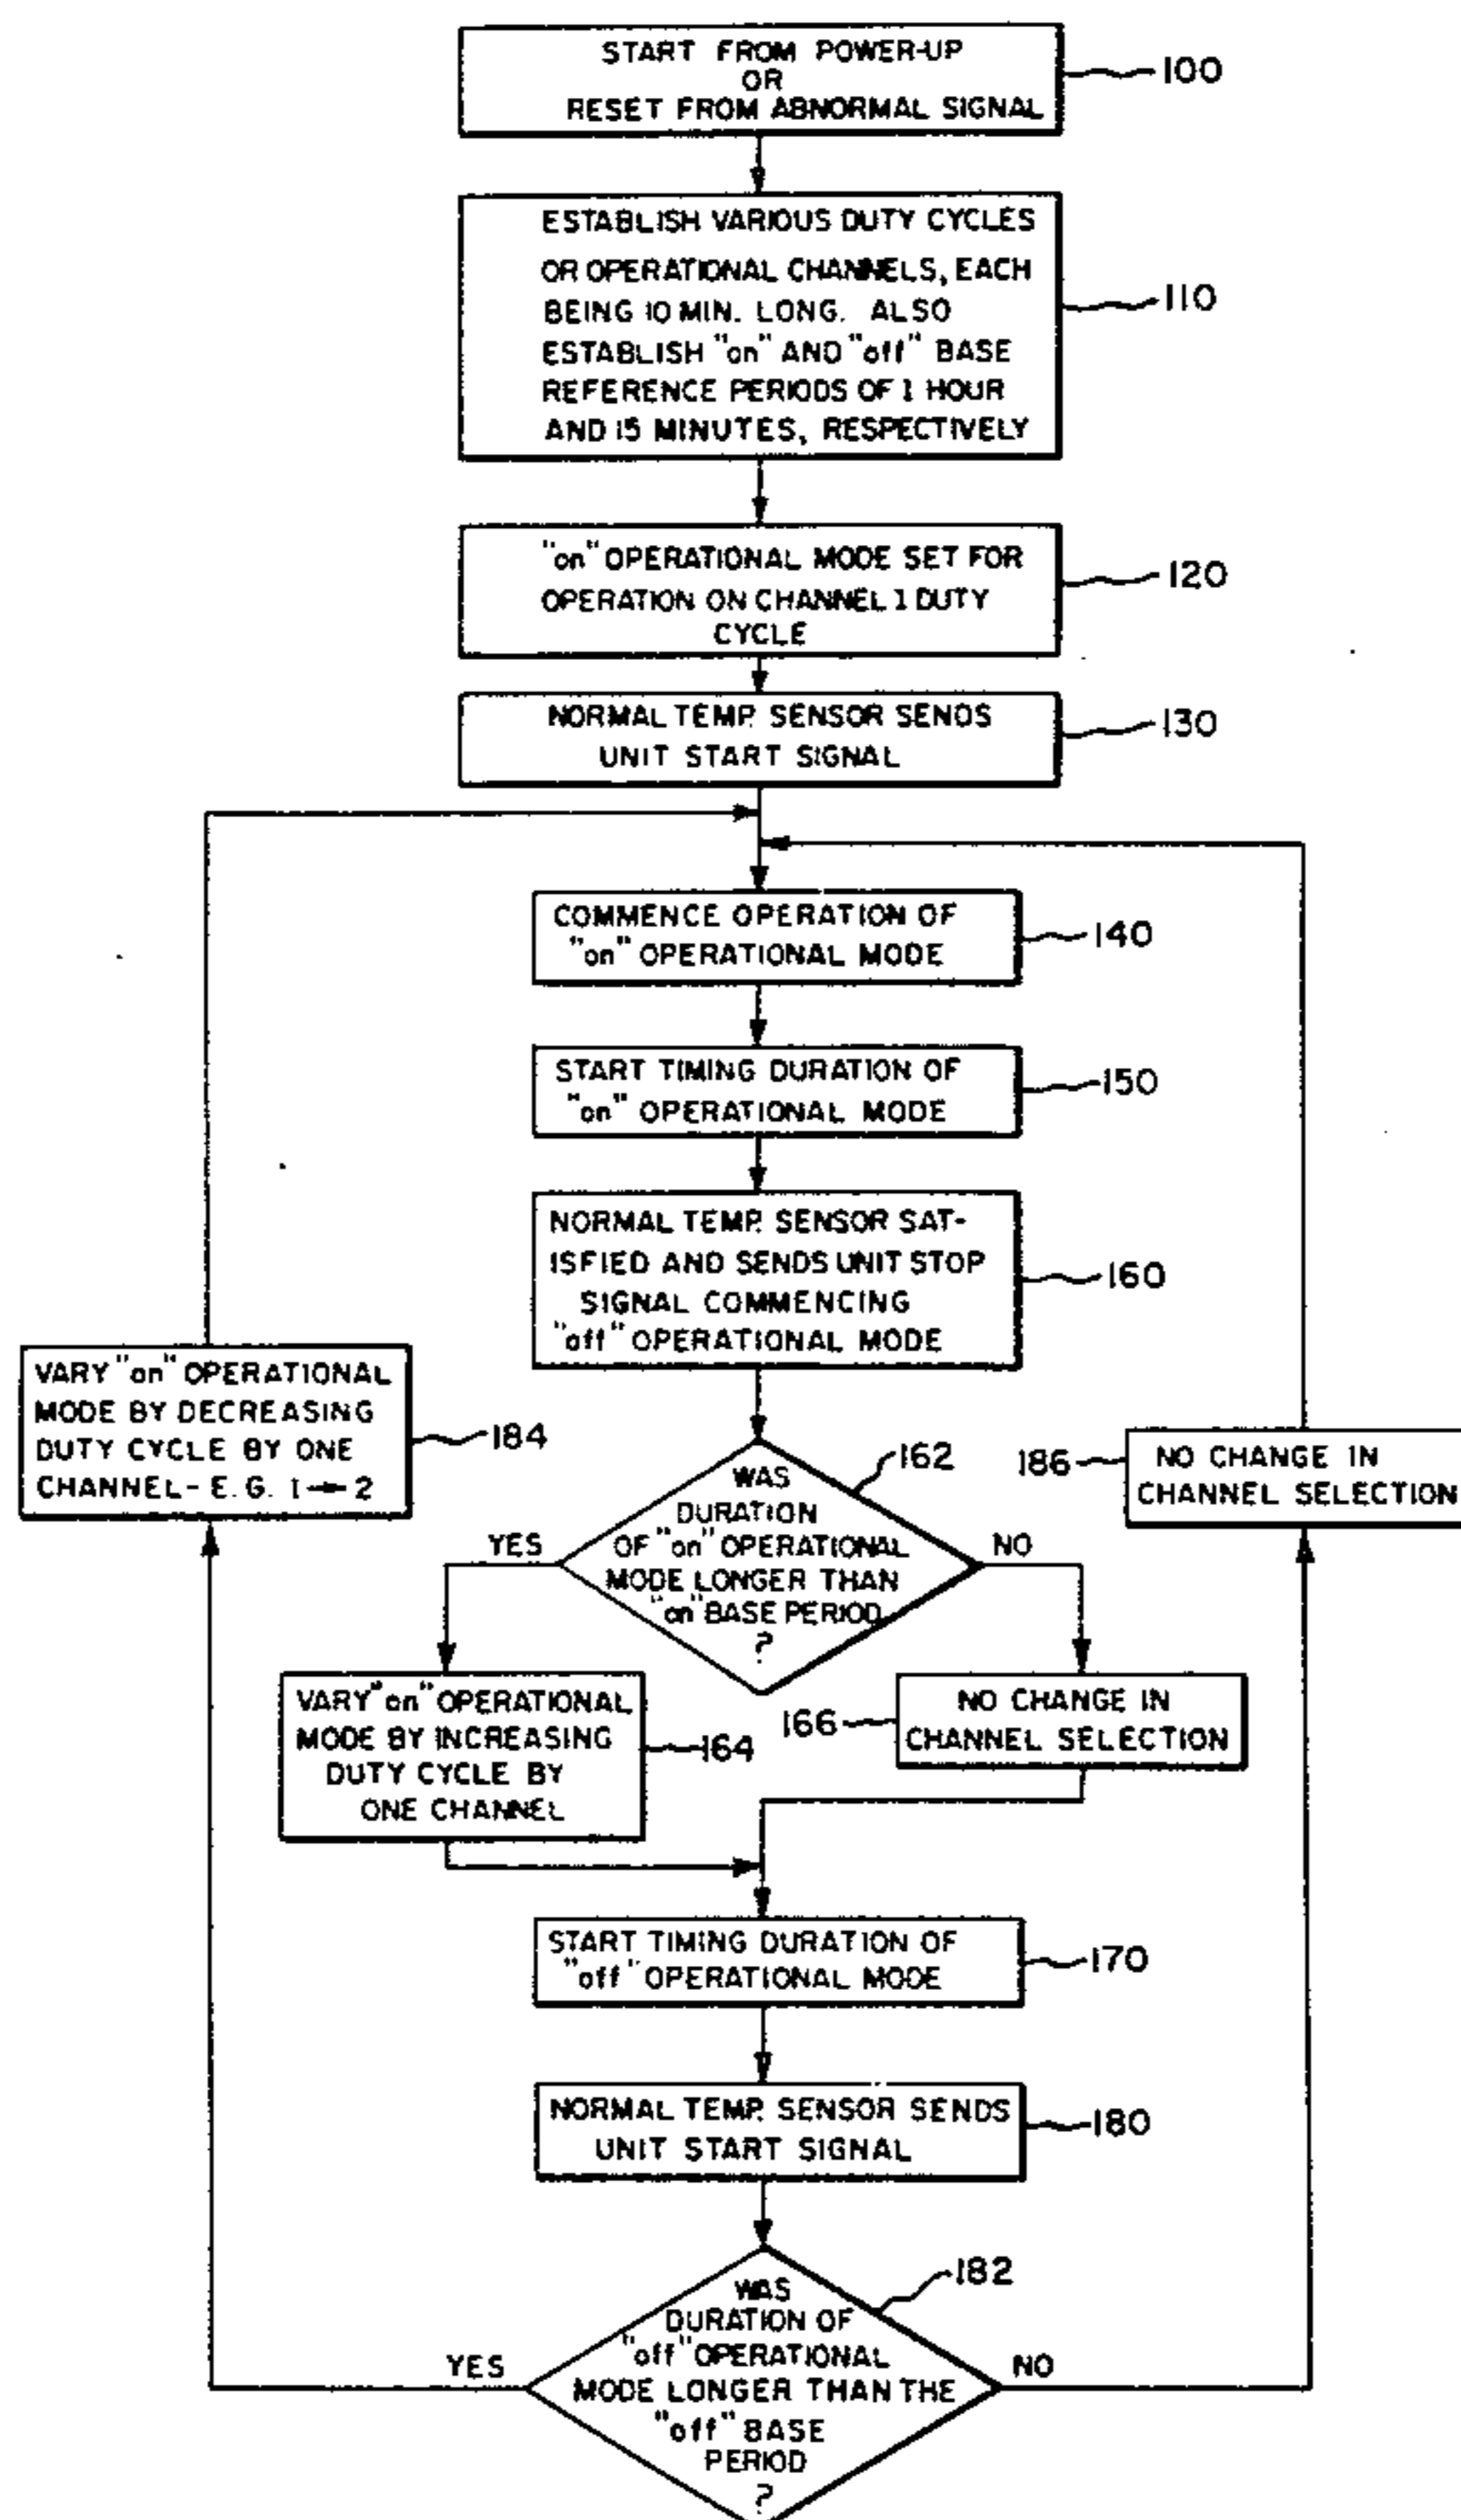 START FROM POWER-UP
OR
RESET FROM ABNORMAL SIGNAL
100
ESTABLISH VARIOUS DUTY CYCLES
OR OPERATIONAL CHANNELS, EACH
BEING 10 MIN. LONG. ALSO
ESTABLISH "on" AND "off" BASE
REFERENCE PERIODS OF 1 HOUR
AND 15 MINUTES, RESPECTIVELY
110
"on" OPERATIONAL MODE SET FOR
OPERATION ON CHANNEL 1 DUTY
CYCLE
120
NORMAL TEMP. SENSOR SENDS
UNIT START SIGNAL
130
COMMENCE OPERATION OF
"on" OPERATIONAL MODE
140
START TIMING DURATION OF
"on" OPERATIONAL MODE
150
NORMAL TEMP. SENSOR SAT-
ISFIED AND SENDS UNIT STOP
SIGNAL COMMENCING
"off" OPERATIONAL MODE
160
VARY "on" OPERATIONAL
MODE BY DECREASING
DUTY CYCLE BY ONE
CHANNEL - E.G. 1→2
184
186
NO CHANGE IN
CHANNEL SELECTION
WAS
DURATION
OF "on" OPERATIONAL
MODE LONGER THAN
"on" BASE PERIOD
?
162
YES
NO
VARY "on" OPERATIONAL
MODE BY INCREASING
DUTY CYCLE BY
ONE CHANNEL
164
166
NO CHANGE IN
CHANNEL SELECTION
START TIMING DURATION OF
"off" OPERATIONAL MODE
170
NORMAL TEMP. SENSOR SENDS
UNIT START SIGNAL
180
WAS
DURATION OF
"off" OPERATIONAL
MODE LONGER THAN THE
"off" BASE
PERIOD
?
182
YES
NO